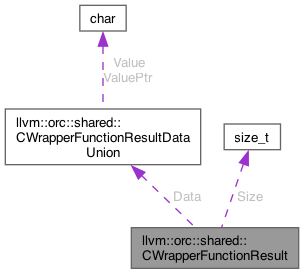 char
Value
ValuePtr
llvm::orc::shared::
CWrapperFunctionResultData
Union
size_t
Data
Size
llvm::orc::shared::
CWrapperFunctionResult